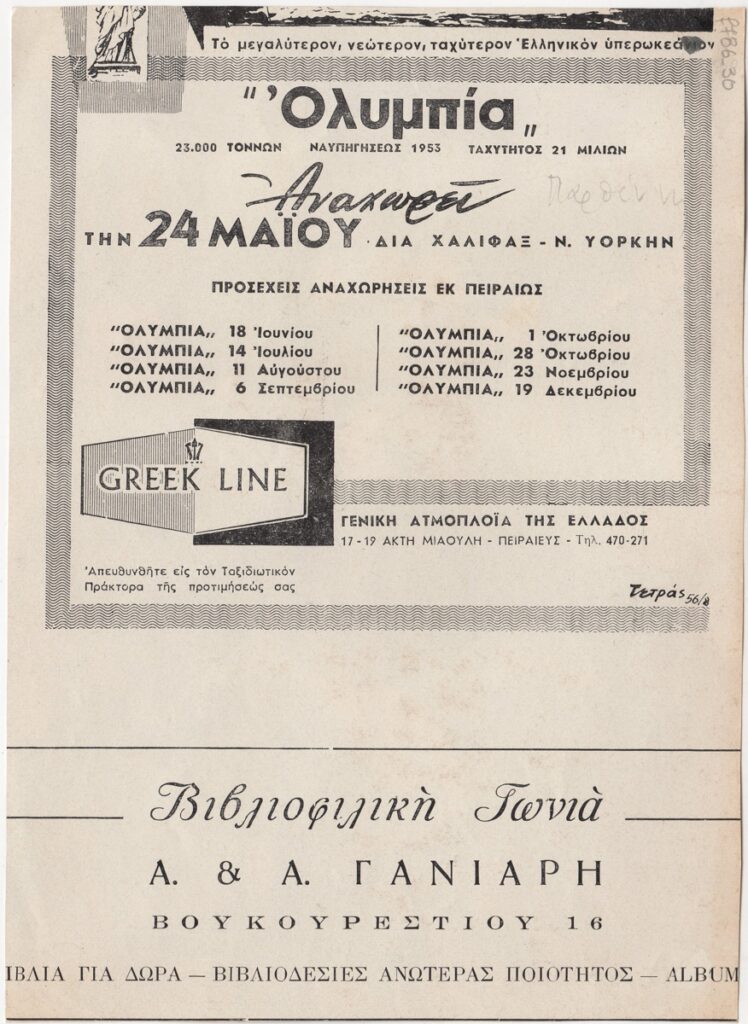 Τὸ μεγαλύτερον, νεώτερον, ταχύτερον Ἑλληνικόν ὑπερωκεάνιον
"Ὀλυμπία„
23.000 ΤΟΝΝΩΝ ΝΑΥΠΗΓΗΣΕΩΣ 1953 ΤΑΧΥΤΗΤΟΣ 21 ΜΙΛΙΩΝ
Ἀναχωρεῖ
ΤΗΝ 24 ΜΑΪΟΥ · ΔΙΑ ΧΑΛΙΦΑΞ - Ν. ΥΟΡΚΗΝ
ΠΡΟΣΕΧΕΙΣ ΑΝΑΧΩΡΗΣΕΙΣ ΕΚ ΠΕΙΡΑΙΩΣ
"ΟΛΥΜΠΙΑ„ 18 Ἰουνίου
"ΟΛΥΜΠΙΑ„ 14 Ἰουλίου
"ΟΛΥΜΠΙΑ„ 11 Αὐγούστου
"ΟΛΥΜΠΙΑ„ 6 Σεπτεμβρίου
"ΟΛΥΜΠΙΑ„ 1 Ὀκτωβρίου
"ΟΛΥΜΠΙΑ„ 28 Ὀκτωβρίου
"ΟΛΥΜΠΙΑ„ 23 Νοεμβρίου
"ΟΛΥΜΠΙΑ„ 19 Δεκεμβρίου
GREEK LINE
ΓΕΝΙΚΗ ΑΤΜΟΠΛΟΪΑ ΤΗΣ ΕΛΛΑΔΟΣ
17-19 ΑΚΤΗ ΜΙΑΟΥΛΗ - ΠΕΙΡΑΙΕΥΣ - Τηλ. 470-271
Ἀπευθυνθῆτε εἰς τὸν Ταξιδιωτικόν
Πράκτορα τῆς προτιμήσεώς σας
Τετράς 56/8
Βιβλιοφιλικὴ Γωνιὰ
Α. & Α. ΓΑΝΙΑΡΗ
ΒΟΥΚΟΥΡΕΣΤΙΟΥ 16
ΙΒΛΙΑ ΓΙΑ ΔΩΡΑ — ΒΙΒΛΙΟΔΕΣΙΕΣ ΑΝΩΤΕΡΑΣ ΠΟΙΟΤΗΤΟΣ — ALBUM